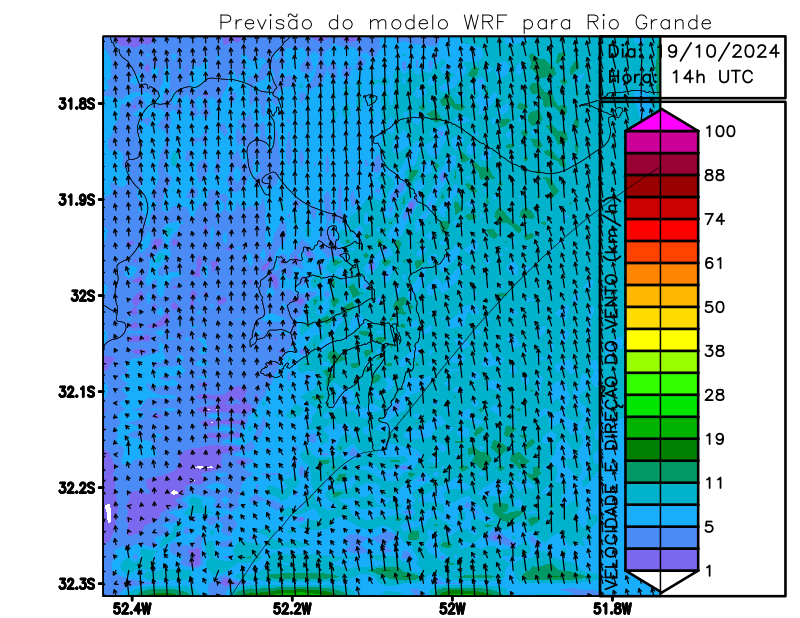 Previsão do modelo WRF para Rio Grande
Dia: 19/10/2024
Hora: 14h UTC
31.8S
31.9S
32S
32.1S
32.2S
32.3S
52.4W
52.2W
52W
51.8W
VELOCIDADE E DIREÇÃO DO VENTO (km/h)
100
88
74
61
50
38
28
19
11
5
1